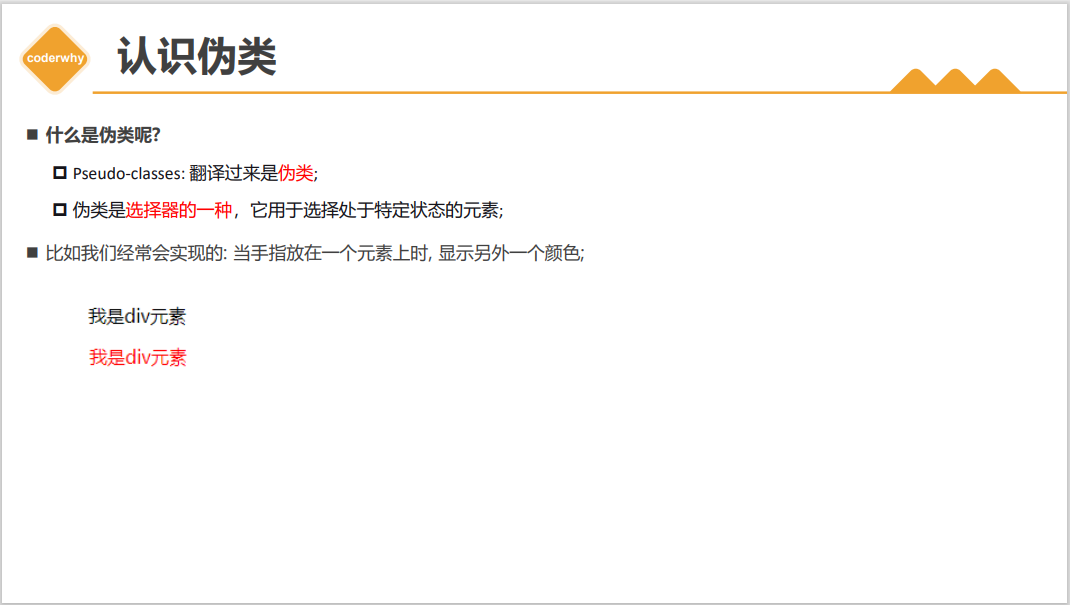 coderwhy
认识伪类
什么是伪类呢?
Pseudo-classes: 翻译过来是伪类;
伪类是选择器的一种，它用于选择处于特定状态的元素;
比如我们经常会实现的: 当手指放在一个元素上时, 显示另外一个颜色;
我是div元素
我是div元素